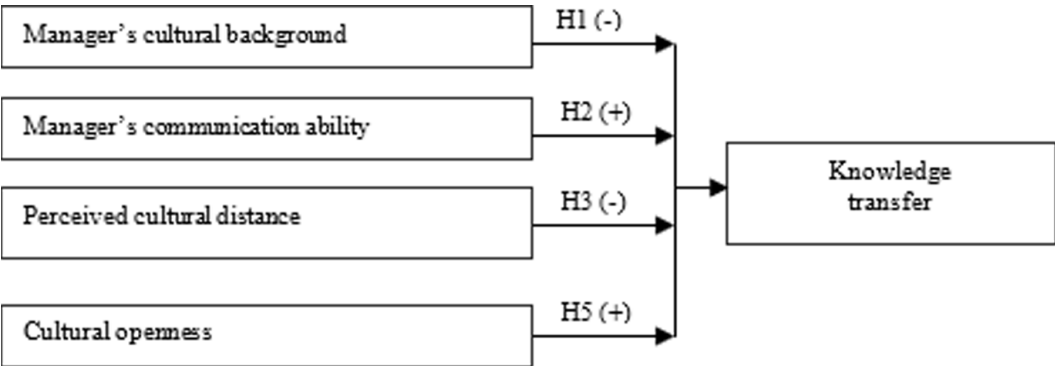 Manager’s cultural background
H1 (-)
Manager’s communication ability
H2 (+)
Perceived cultural distance
H3 (-)
Cultural openness
H5 (+)
Knowledge
transfer